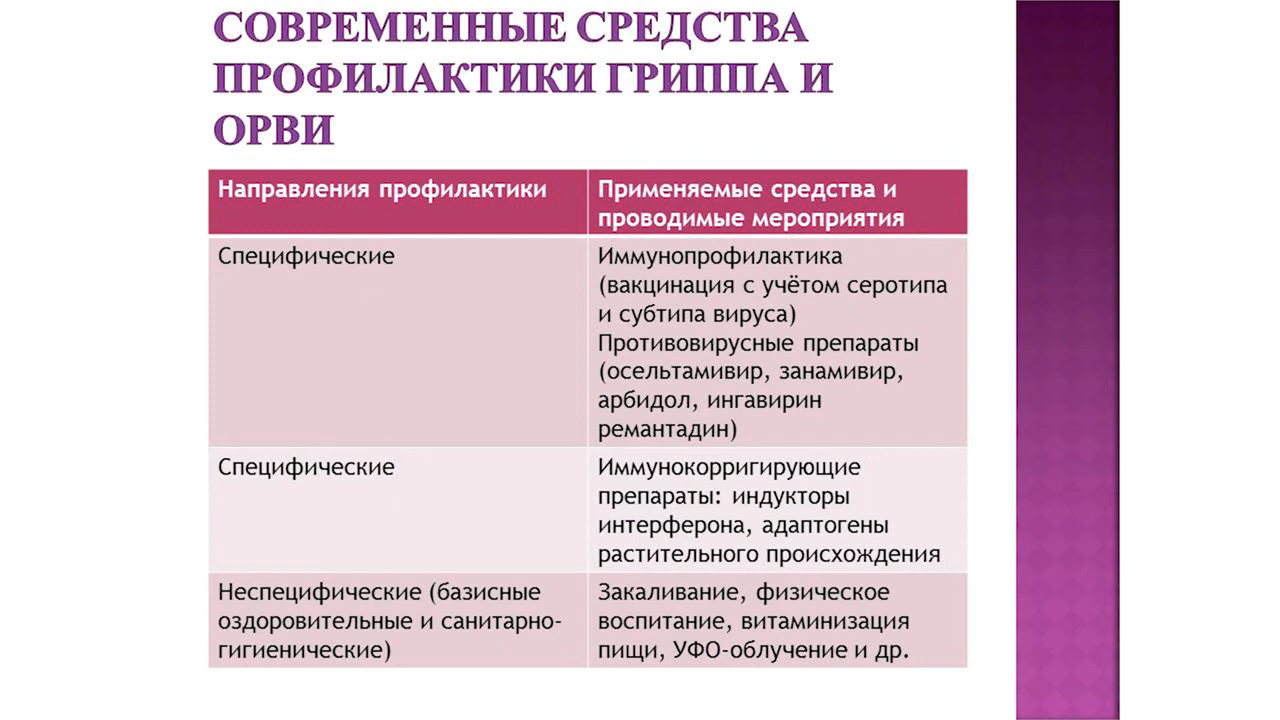 СОВРЕМЕННЫЕ СРЕДСТВА
ПРОФИЛАКТИКИ ГРИППА И
ОРВИ
Направления профилактики
Применяемые средства и
проводимые мероприятия
Специфические
Иммунопрофилактика
(вакцинация с учётом серотипа
и субтипа вируса)
Противовирусные препараты
(осельтамивир, занамивир,
арбидол, ингавирин
ремантадин)
Специфические
Иммунокорригирующие
препараты: индукторы
интерферона, адаптогены
растительного происхождения
Неспецифические (базисные
оздоровительные и санитарно-
гигиенические)
Закаливание, физическое
воспитание, витаминизация
пищи, УФО-облучение и др.